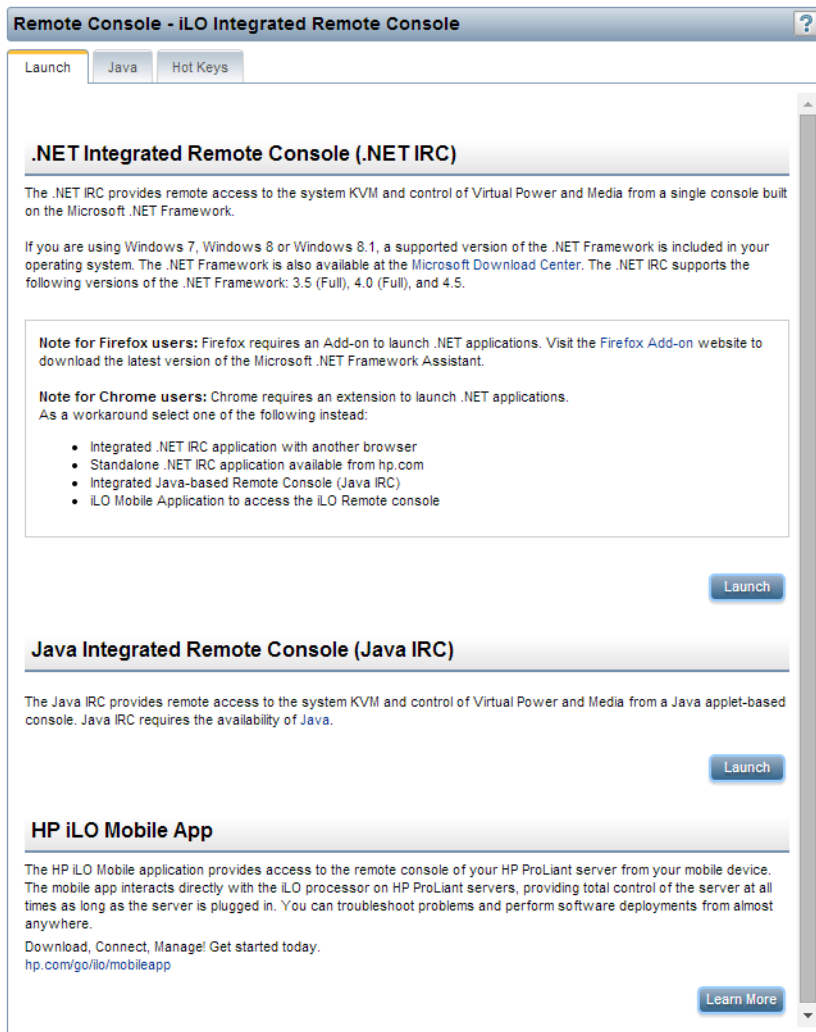 Remote Console - iLO Integrated Remote Console
?
Launch
Java
Hot Keys
.NET Integrated Remote Console (.NET IRC)
The .NET IRC provides remote access to the system KVM and control of Virtual Power and Media from a single console built
on the Microsoft .NET Framework.
If you are using Windows 7, Windows 8 or Windows 8.1, a supported version of the .NET Framework is included in your
operating system. The .NET Framework is also available at the Microsoft Download Center. The .NET IRC supports the
following versions of the .NET Framework: 3.5 (Full), 4.0 (Full), and 4.5.
Note for Firefox users: Firefox requires an Add-on to launch .NET applications. Visit the Firefox Add-on website to
download the latest version of the Microsoft .NET Framework Assistant.
Note for Chrome users: Chrome requires an extension to launch .NET applications.
As a workaround select one of the following instead:
• Integrated .NET IRC application with another browser
• Standalone .NET IRC application available from hp.com
• Integrated Java-based Remote Console (Java IRC)
• iLO Mobile Application to access the iLO Remote console
Launch
Java Integrated Remote Console (Java IRC)
The Java IRC provides remote access to the system KVM and control of Virtual Power and Media from a Java applet-based
console. Java IRC requires the availability of Java.
Launch
HP iLO Mobile App
The HP iLO Mobile application provides access to the remote console of your HP ProLiant server from your mobile device.
The mobile app interacts directly with the iLO processor on HP ProLiant servers, providing total control of the server at all
times as long as the server is plugged in. You can troubleshoot problems and perform software deployments from almost
anywhere.
Download, Connect, Manage! Get started today.
hp.com/go/ilo/mobileapp
Learn More